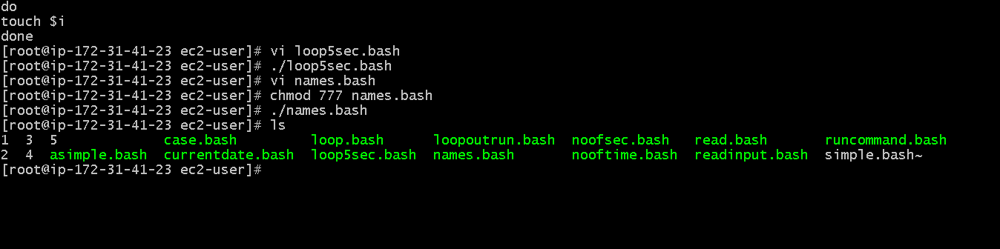 do
touch $i
done
[root@ip-172-31-41-23 ec2-user]# vi loop5sec.bash
[root@ip-172-31-41-23 ec2-user]# ./loop5sec.bash
[root@ip-172-31-41-23 ec2-user]# vi names.bash
[root@ip-172-31-41-23 ec2-user]# chmod 777 names.bash
[root@ip-172-31-41-23 ec2-user]# ./names.bash
[root@ip-172-31-41-23 ec2-user]# ls
1  3  5             case.bash         loop.bash      loopoutrun.bash  noofsec.bash   read.bash       runcommand.bash
2  4  asimple.bash  currentdate.bash  loop5sec.bash  names.bash       nooftime.bash  readinput.bash  simple.bash~
[root@ip-172-31-41-23 ec2-user]#